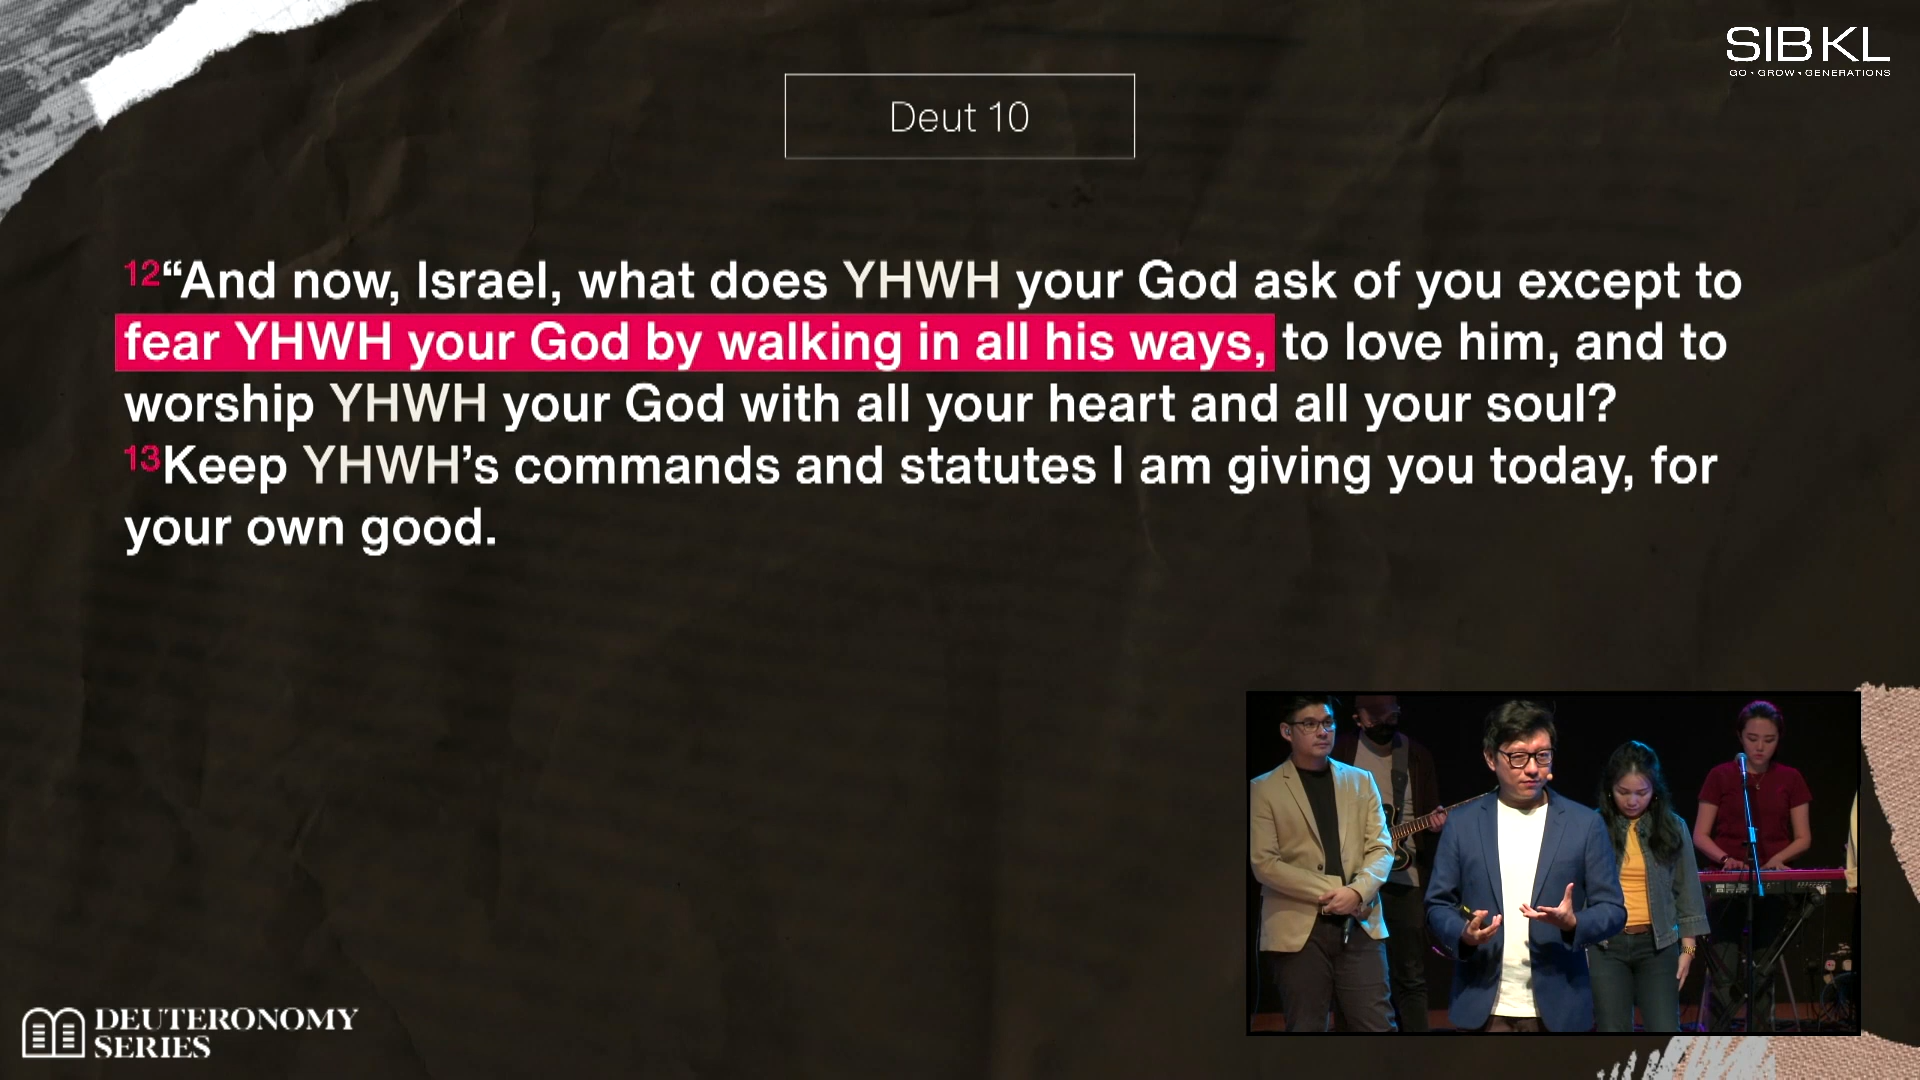 SIBKL
GO • GROW • GENERATIONS
Deut 10
12“And now, Israel, what does YHWH your God ask of you except to
fear YHWH your God by walking in all his ways, to love him, and to
worship YHWH your God with all your heart and all your soul?
13Keep YHWH’s commands and statutes I am giving you today, for
your own good.
DEUTERONOMY
SERIES